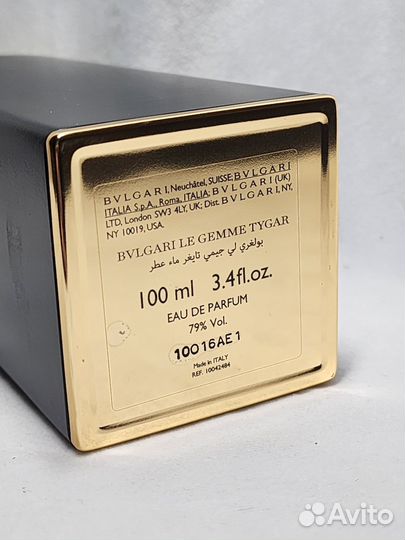 BVLGARI, Neuchâtel, SUISSE; BVLGARI
ITALIA S.p.A., Roma, ITALIA; BVLGARI (UK)
LTD, London SW3 4LY, UK; Dist. BVLGARI, NY,
NY 10019, USA.
BVLGARI LE GEMME TYGAR
بولغري لي جيمي تايغر ماء عطر
100 ml 3.4fl.oz.
EAU DE PARFUM
79% Vol.
10016AE1
Made in ITALY
REF. 10042484
Avito